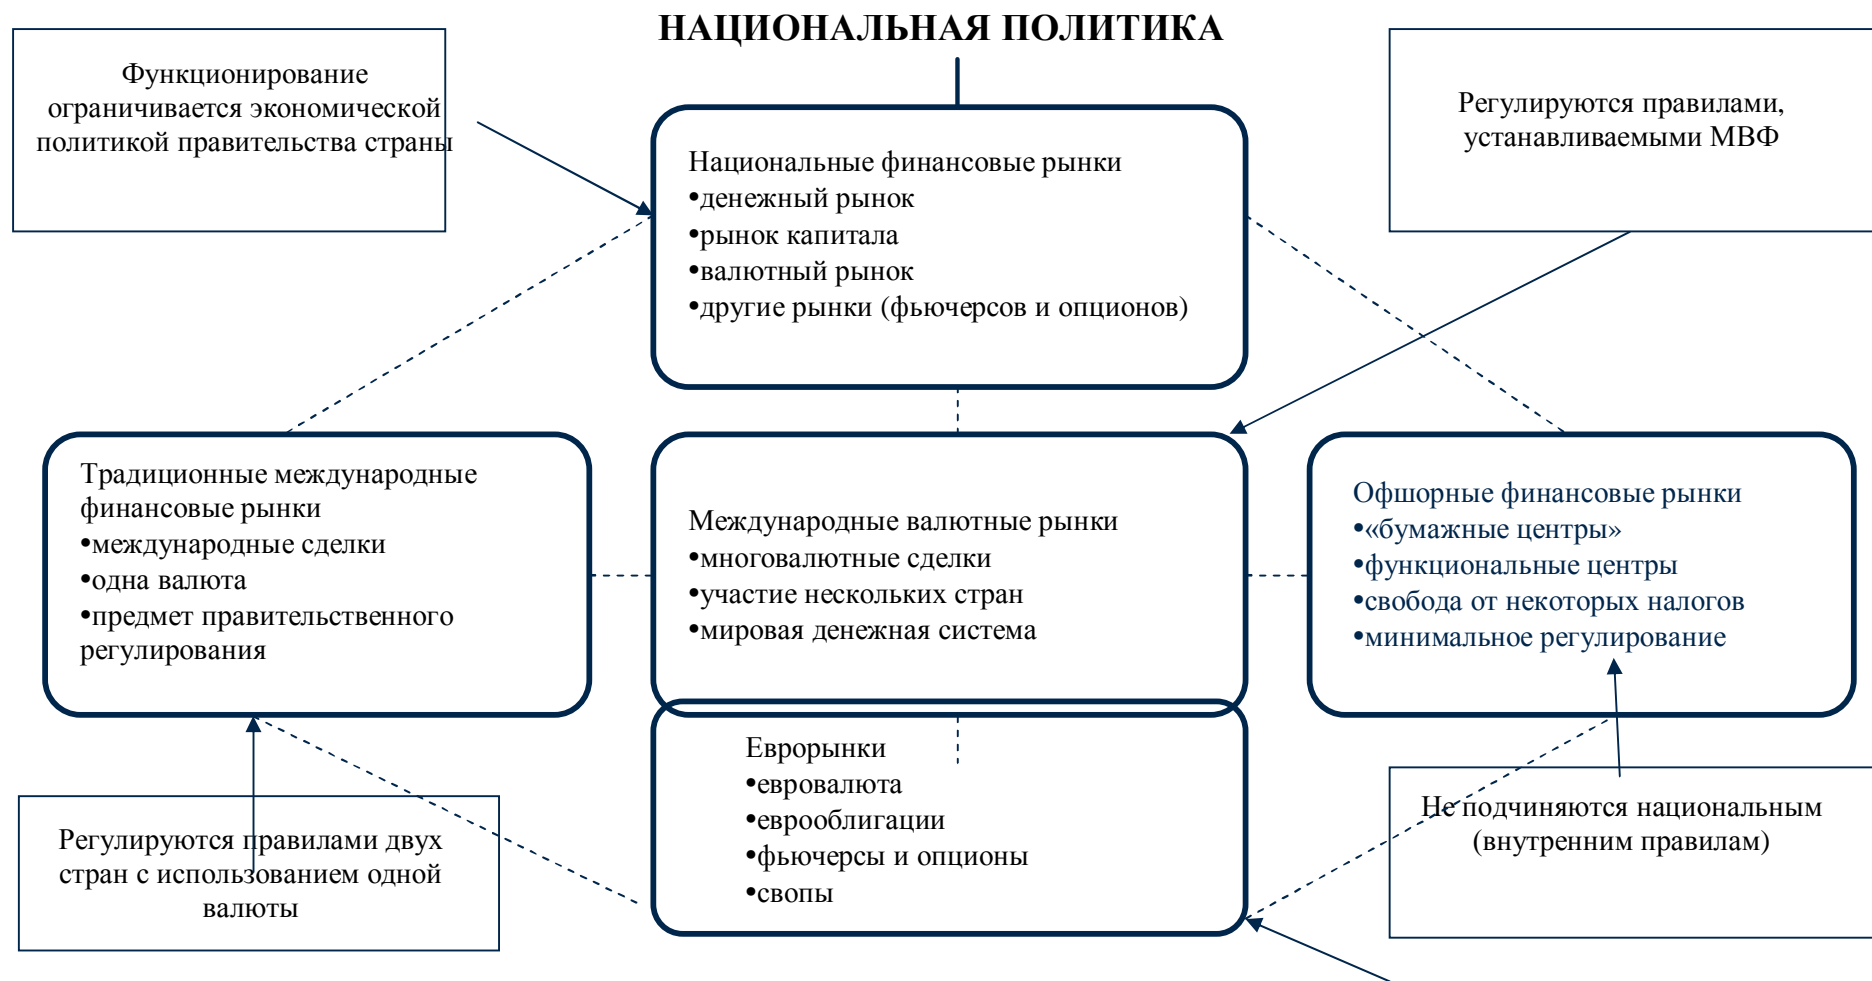 НАЦИОНАЛЬНАЯ ПОЛИТИКА
Функционирование
ограничивается экономической
политикой правительства страны
Регулируются правилами,
устанавливаемыми МВФ
Национальные финансовые рынки
•денежный рынок
•рынок капитала
•валютный рынок
•другие рынки (фьючерсов и опционов)
Традиционные международные
финансовые рынки
•международные сделки
•одна валюта
•предмет правительственного
регулирования
Международные валютные рынки
•многовалютные сделки
•участие нескольких стран
•мировая денежная система
Офшорные финансовые рынки
•«бумажные центры»
•функциональные центры
•свобода от некоторых налогов
•минимальное регулирование
Еврорынки
•евровалюта
•еврооблигации
•фьючерсы и опционы
•свопы
Регулируются правилами двух
стран с использованием одной
валюты
Не подчиняются национальным
(внутренним правилам)